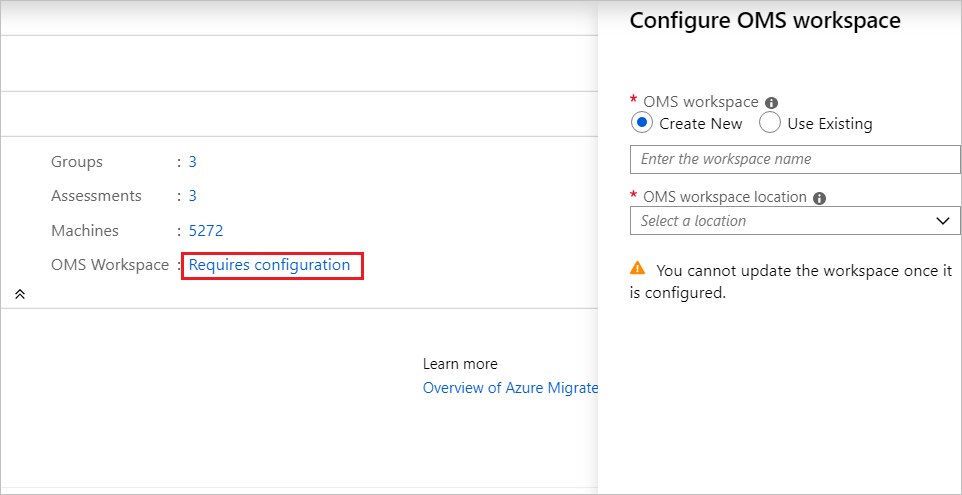 Configure OMS workspace
* OMS workspace
Create New Use Existing
Enter the workspace name
* OMS workspace location
Select a location
You cannot update the workspace once it
is configured.
Groups : 3
Assessments : 3
Machines : 5272
OMS Workspace : Requires configuration
Learn more
Overview of Azure Migrate